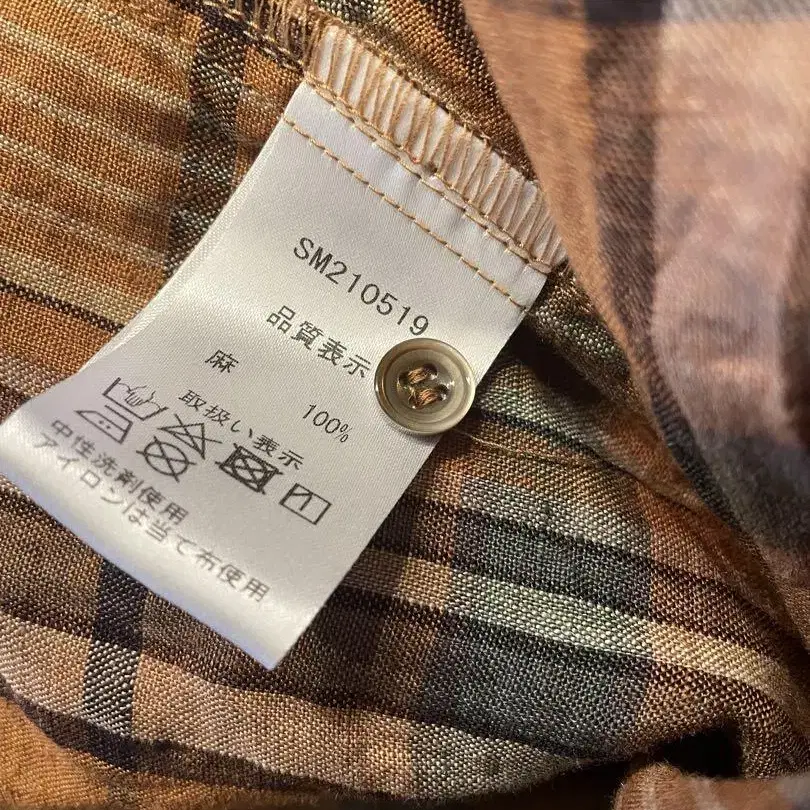 SM210519
品質表示
麻 100%
取扱い表示
中性洗剤使用
アイロンは当て布使用